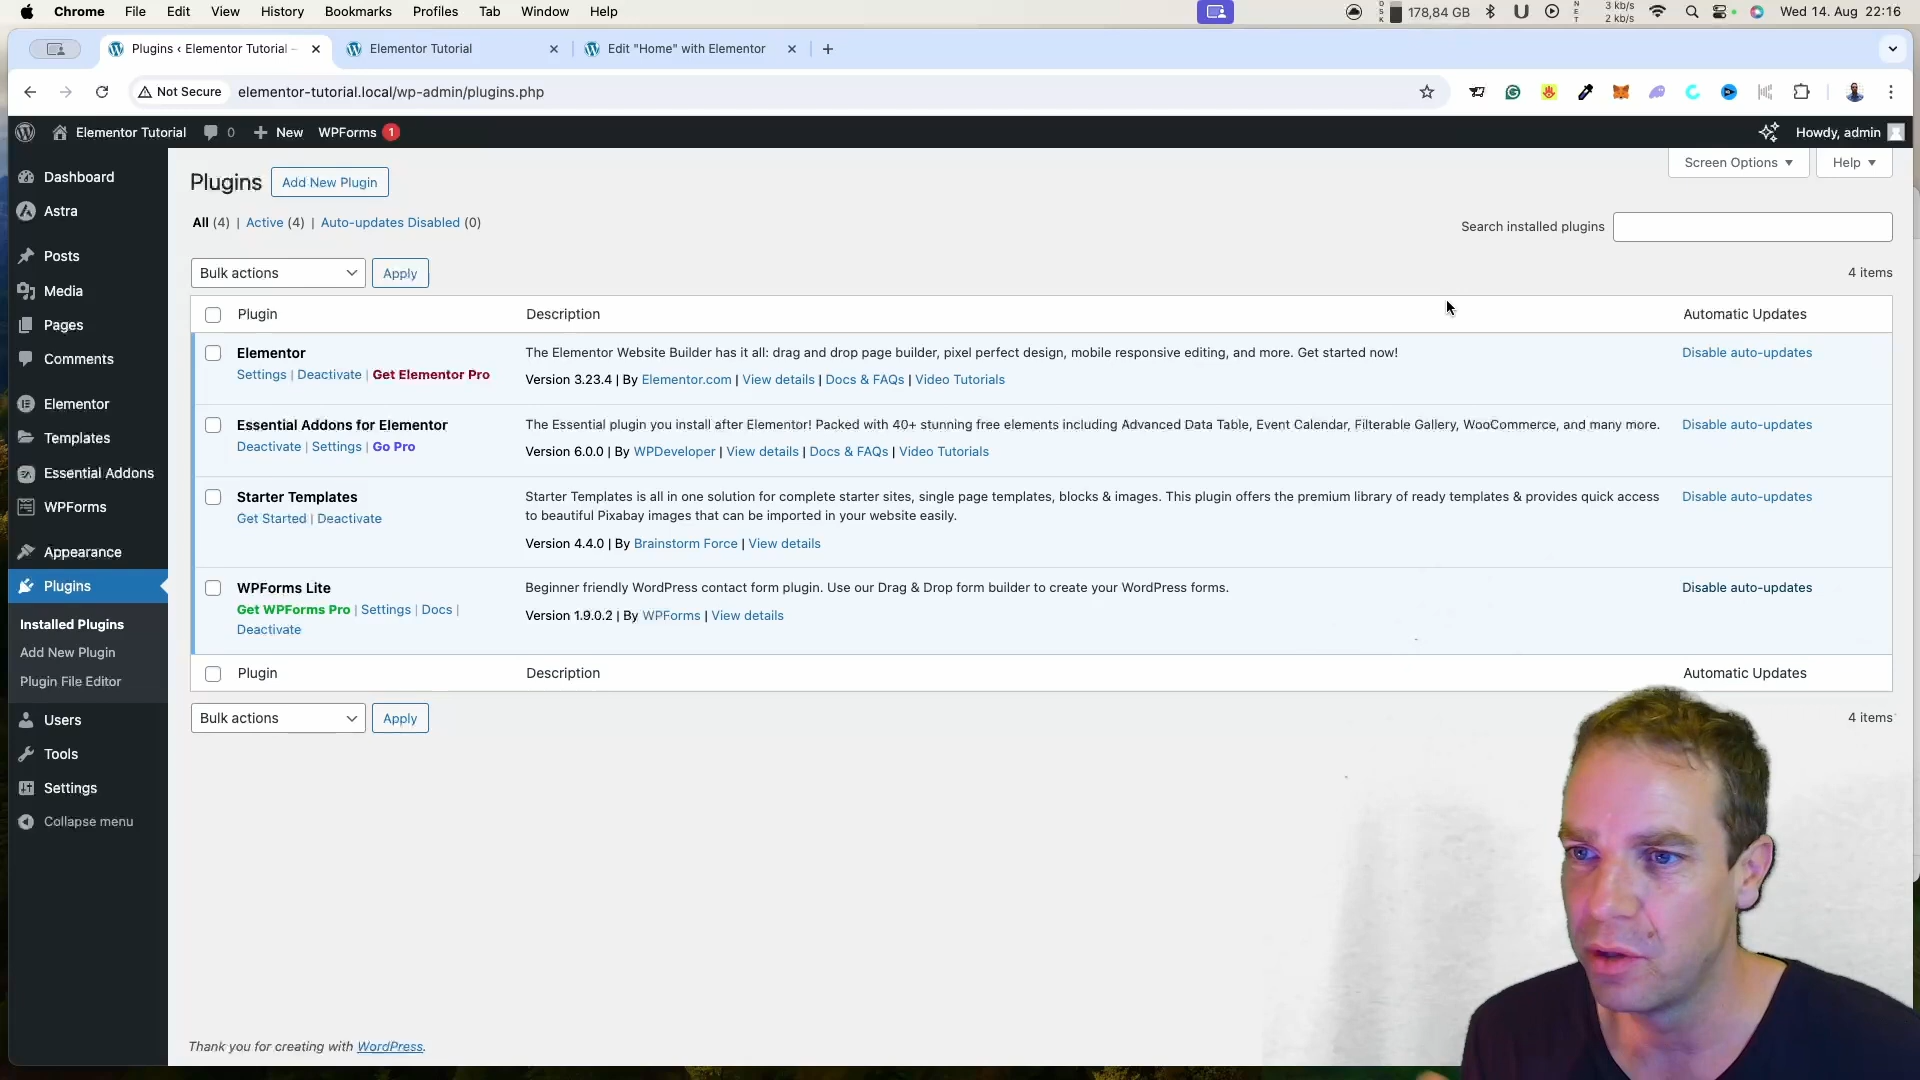 Chrome File Edit View History Bookmarks Profiles Tab Window Help
178,84 GB 3 kb/s 2 kb/s Wed 14. Aug 22:16
Plugins ‹ Elementor Tutorial – Elementor Tutorial Edit "Home" with Elementor
Not Secure elementor-tutorial.local/wp-admin/plugins.php
Elementor Tutorial 0 New WPForms 1 Howdy, admin
Dashboard
Astra
Posts
Media
Pages
Comments
Elementor
Templates
Essential Addons
WPForms
Appearance
Plugins
Installed Plugins
Add New Plugin
Plugin File Editor
Users
Tools
Settings
Collapse menu
Screen Options Help
Plugins Add New Plugin
All (4) | Active (4) | Auto-updates Disabled (0)
Search installed plugins
Bulk actions Apply 4 items
Plugin Description Automatic Updates
Elementor The Elementor Website Builder has it all: drag and drop page builder, pixel perfect design, mobile responsive editing, and more. Get started now! Disable auto-updates
Settings | Deactivate | Get Elementor Pro Version 3.23.4 | By Elementor.com | View details | Docs & FAQs | Video Tutorials
Essential Addons for Elementor The Essential plugin you install after Elementor! Packed with 40+ stunning free elements including Advanced Data Table, Event Calendar, Filterable Gallery, WooCommerce, and many more. Disable auto-updates
Deactivate | Settings | Go Pro Version 6.0.0 | By WPDeveloper | View details | Docs & FAQs | Video Tutorials
Starter Templates Starter Templates is all in one solution for complete starter sites, single page templates, blocks & images. This plugin offers the premium library of ready templates & provides quick access Disable auto-updates
Get Started | Deactivate to beautiful Pixabay images that can be imported in your website easily.
Version 4.4.0 | By Brainstorm Force | View details
WPForms Lite Beginner friendly WordPress contact form plugin. Use our Drag & Drop form builder to create your WordPress forms. Disable auto-updates
Get WPForms Pro | Settings | Docs | Version 1.9.0.2 | By WPForms | View details
Deactivate
Plugin Description Automatic Updates
Bulk actions Apply 4 items
Thank you for creating with WordPress.